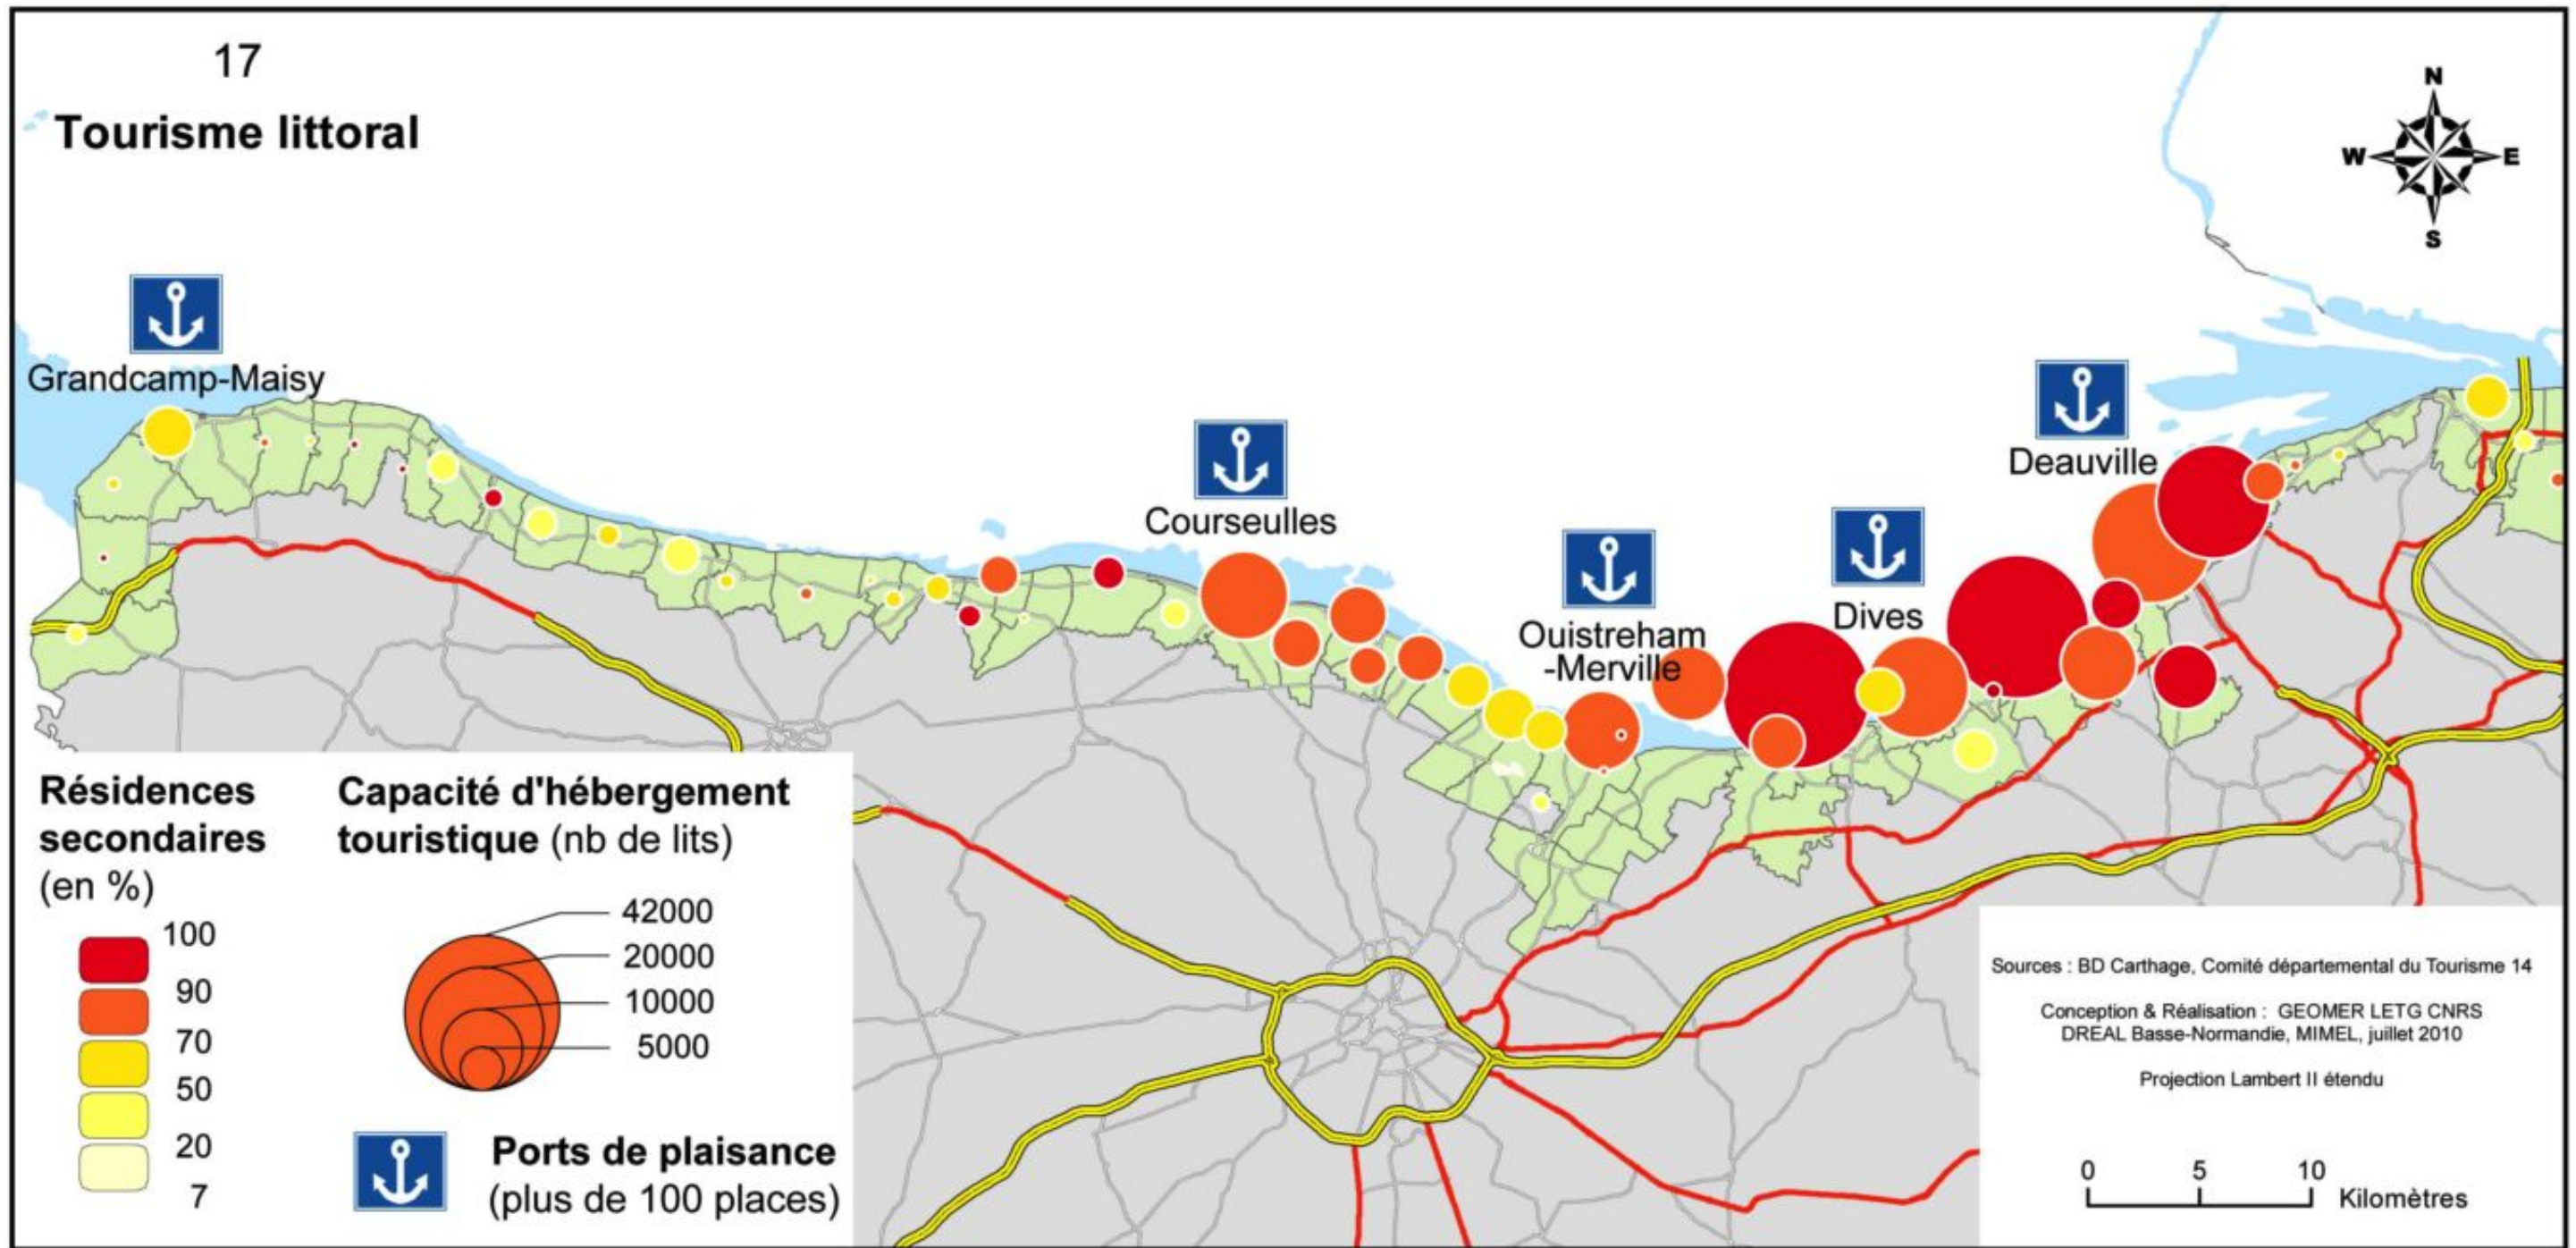 17
Tourisme littoral
N
W
E
S
Grandcamp-Maisy
Courseulles
Ouistreham
-Merville
Dives
Deauville
Résidences
secondaires
(en %)
100
90
70
50
20
7
Capacité d'hébergement
touristique (nb de lits)
42000
20000
10000
5000
Ports de plaisance
(plus de 100 places)
Sources : BD Carthage, Comité départemental du Tourisme 14
Conception & Réalisation : GEOMER LETG CNRS
DREAL Basse-Normandie, MIMEL, juillet 2010
Projection Lambert II étendu
0 5 10
Kilomètres